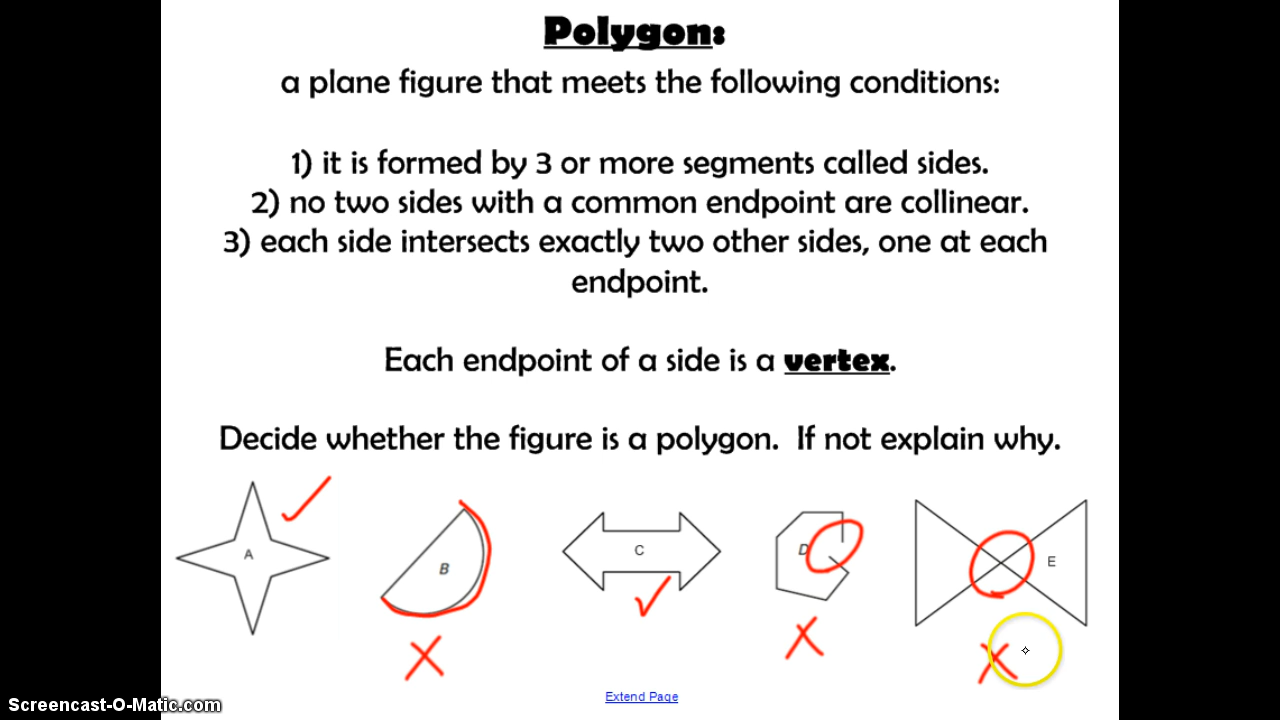 Polygon:
a plane figure that meets the following conditions:
1) it is formed by 3 or more segments called sides.
2) no two sides with a common endpoint are collinear.
3) each side intersects exactly two other sides, one at each
endpoint.
Each endpoint of a side is a vertex.
Decide whether the figure is a polygon.  If not explain why.
A
B
C
D
E
Extend Page
Screencast-O-Matic.com